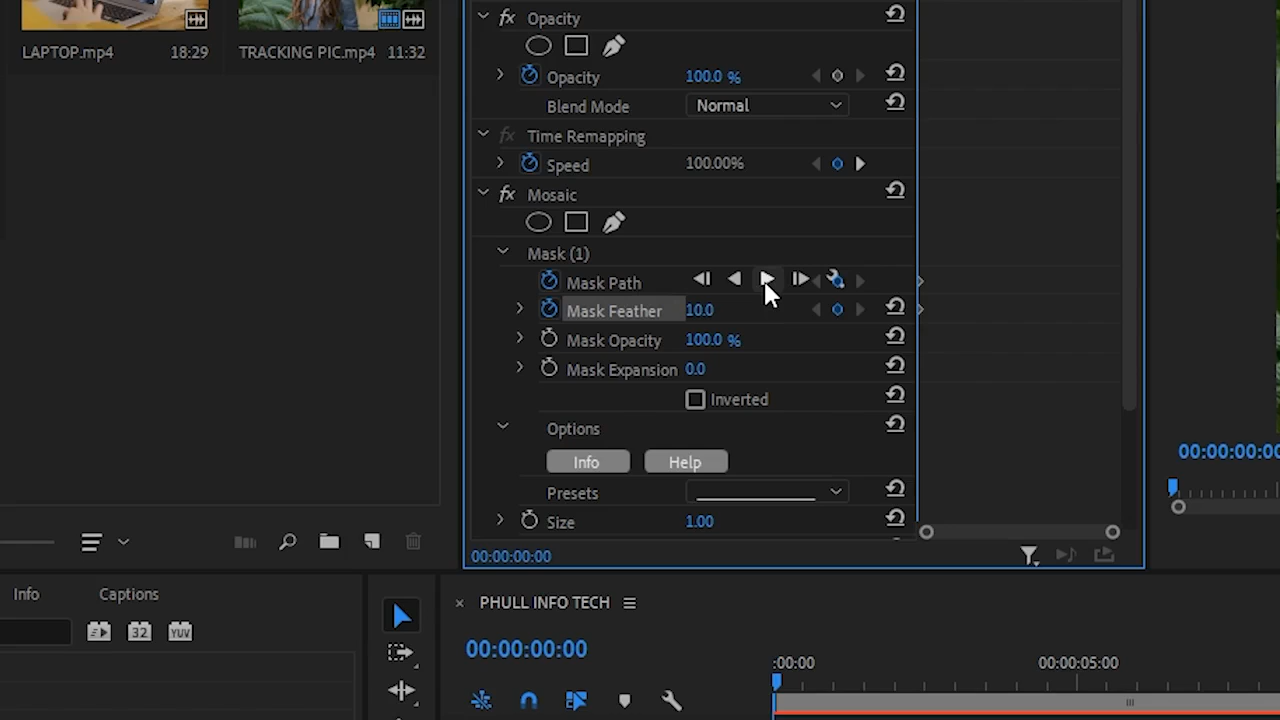 LAPTOP.mp4 18:29 TRACKING PIC.mp4 11:32
fx Opacity
Opacity 100.0 %
Blend Mode Normal
fx Time Remapping
Speed 100.00%
fx Mosaic
Mask (1)
Mask Path
Mask Feather 10.0
Mask Opacity 100.0 %
Mask Expansion 0.0
Inverted
Options
Info Help
Presets
Size 1.00
00:00:00:00
00:00:00:00
Info Captions
32 YUV
× PHULL INFO TECH
00:00:00:00
:00:00 00:00:05:00